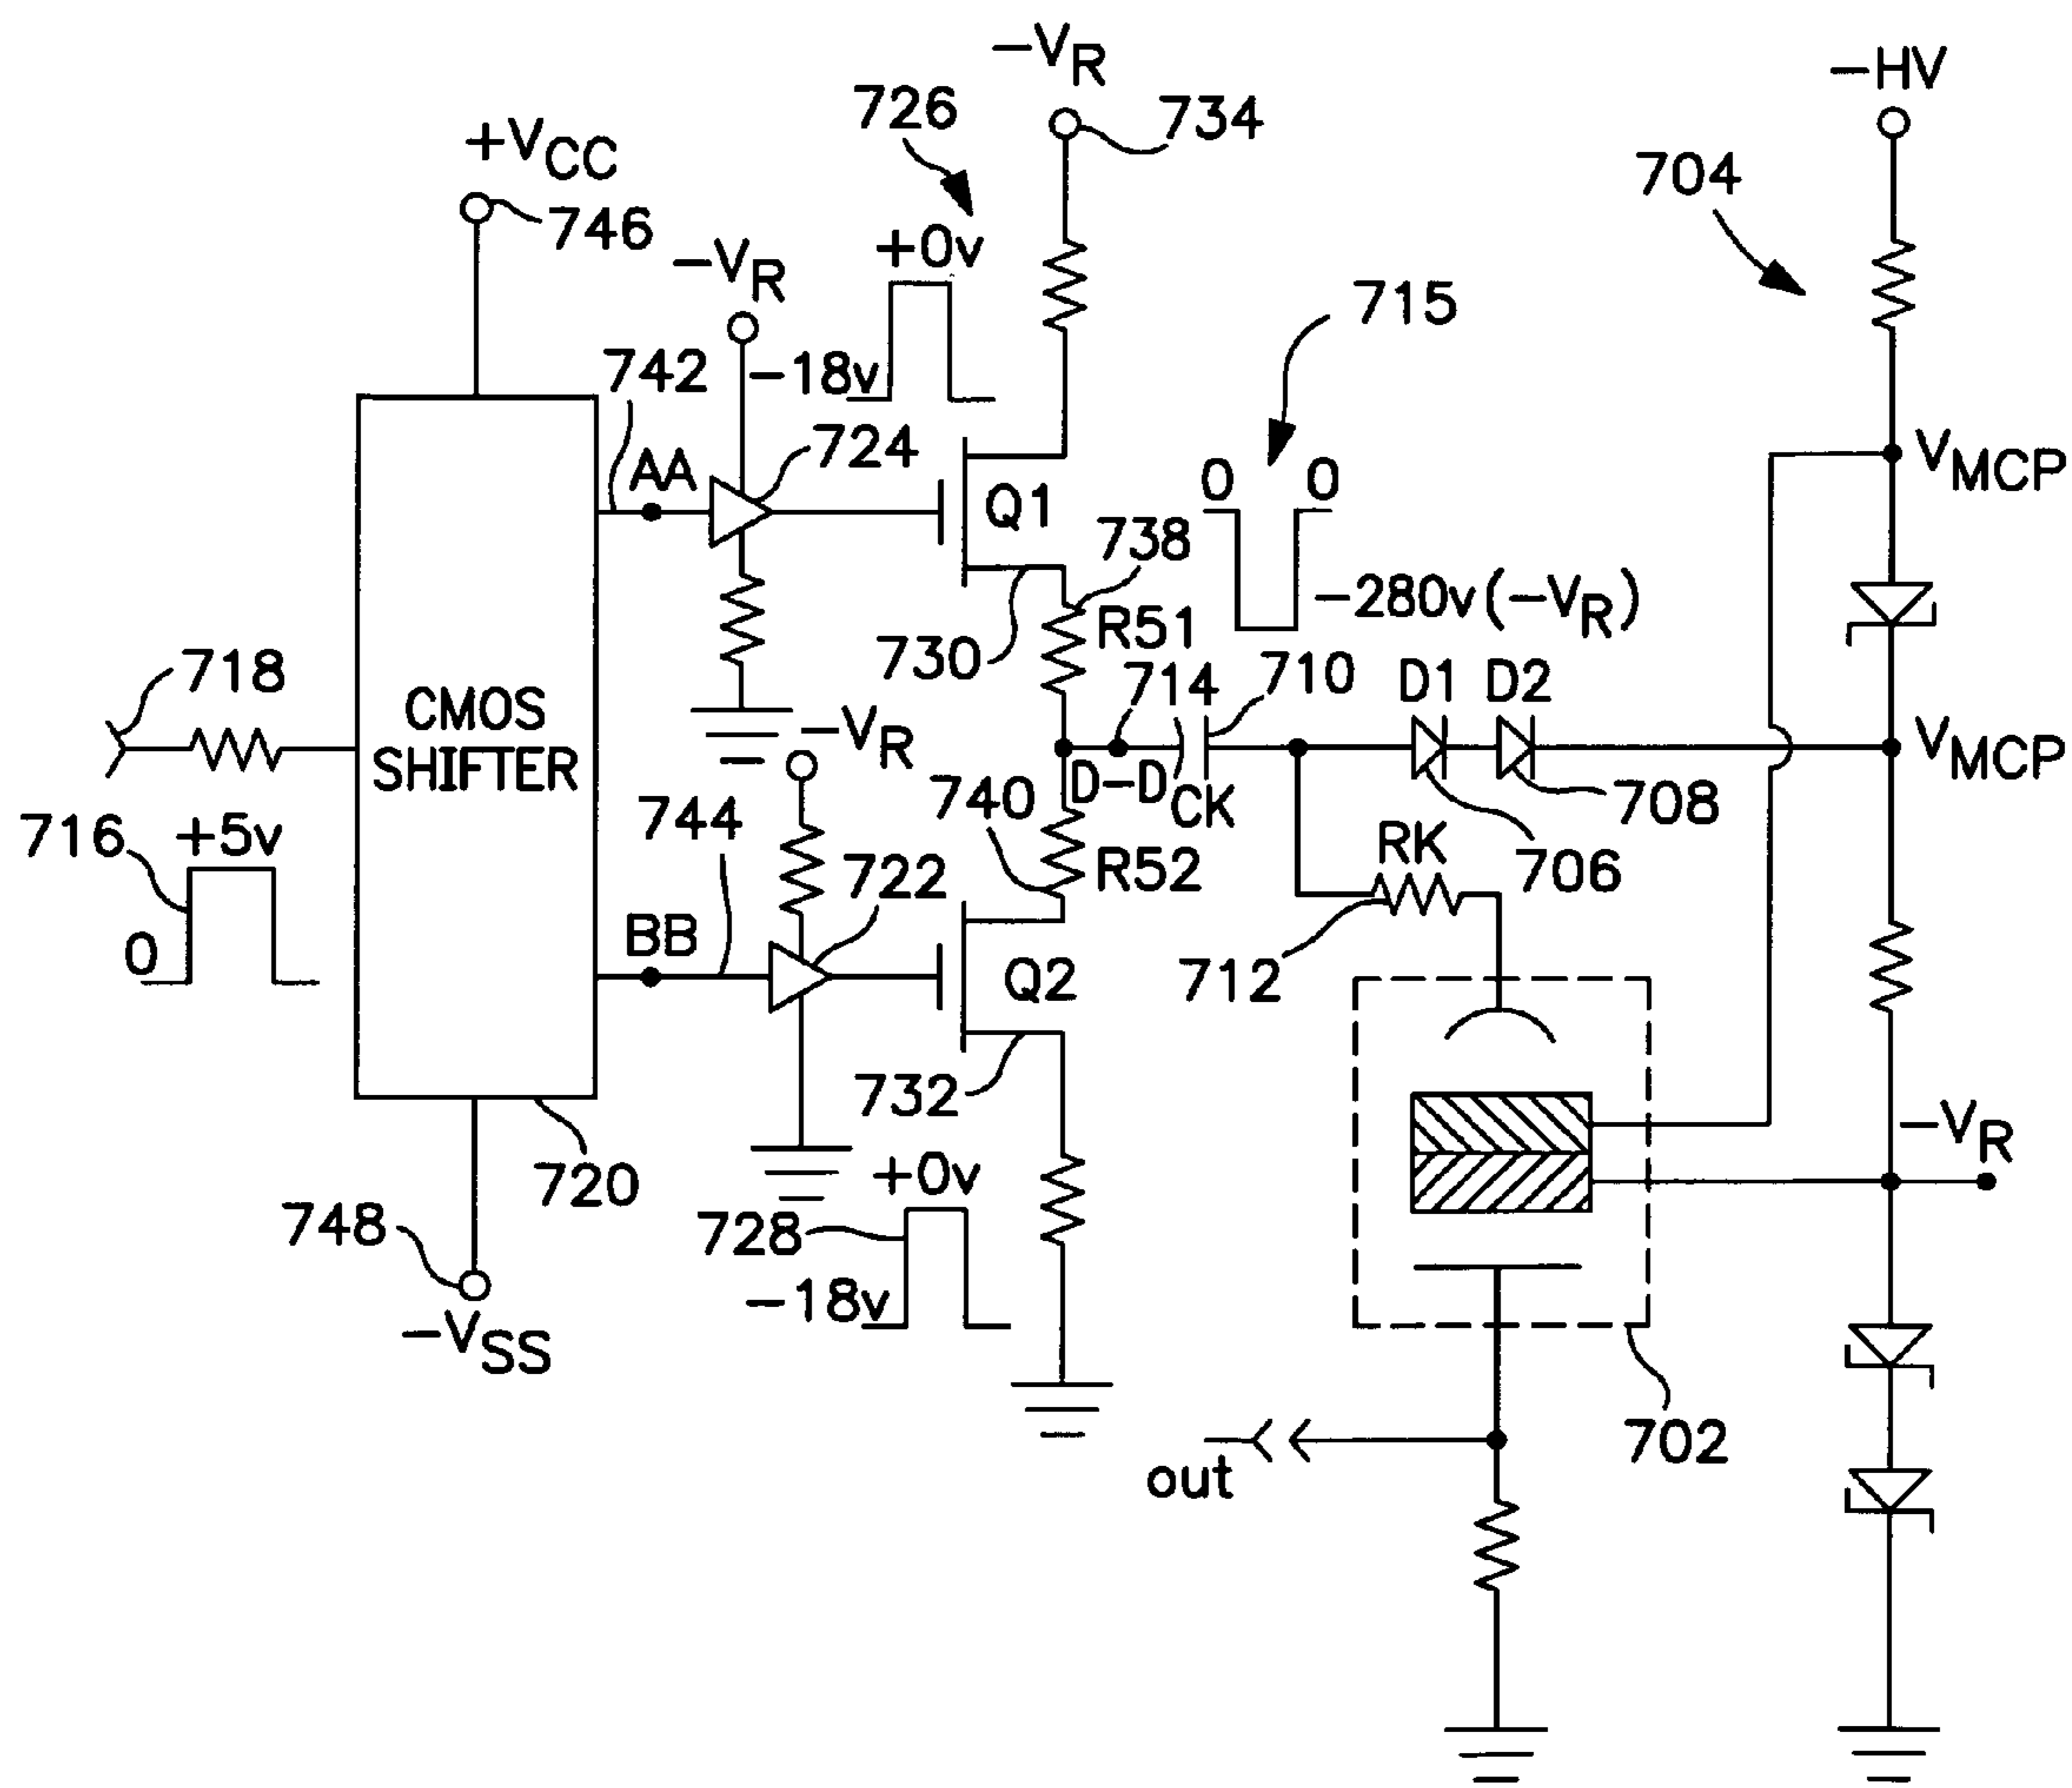 -VR
-HV
726
734
+VCC
704
746
-VR
+0v
715
742
-18v
724
AA
0
0
VMCP
Q1
738
-280v(-VR)
R51
718
730
714
710
D1
D2
CMOS
SHIFTER
-VR
VMCP
D-D
CK
740
744
708
716
+5v
RK
722
R52
706
BB
0
Q2
712
732
-VR
+0v
720
748
728
-18v
-VSS
702
out